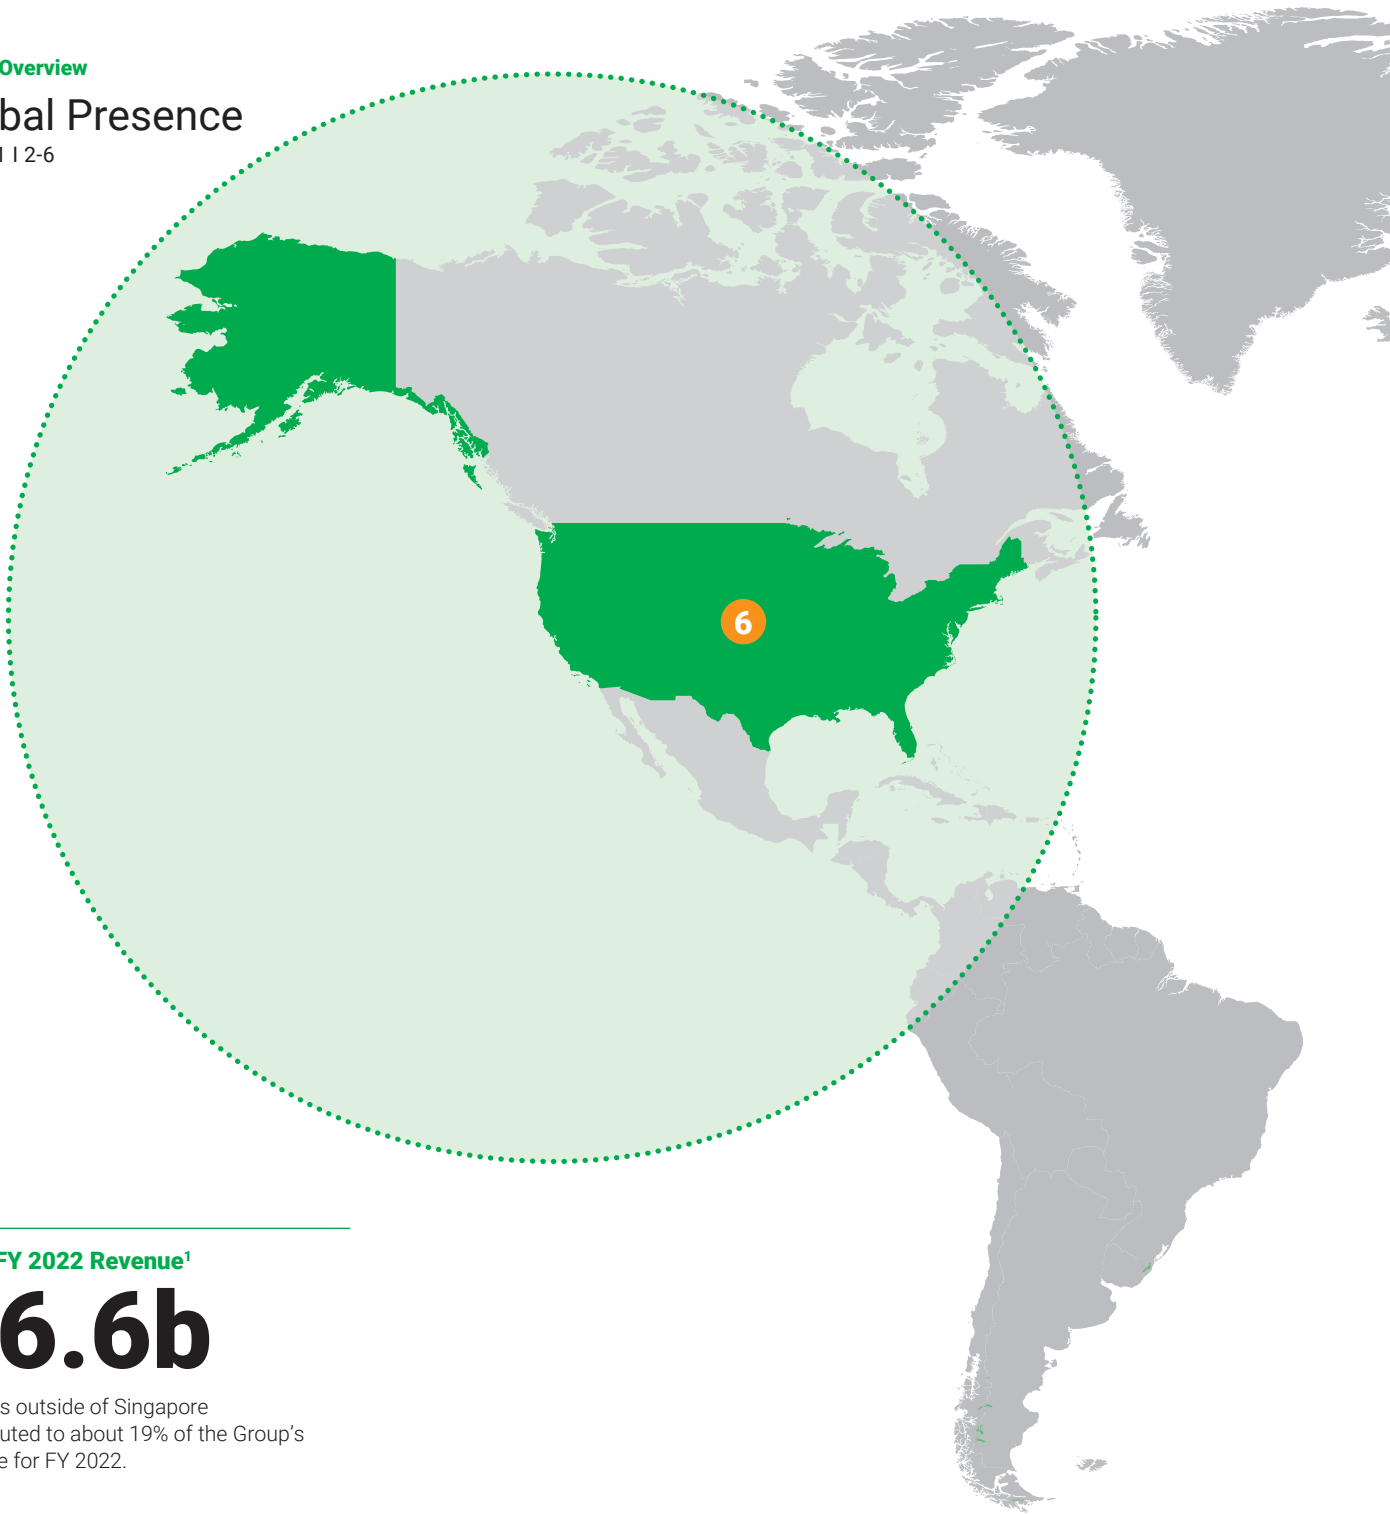 Overview
bal Presence
1 I 2-6
6
FY 2022 Revenue¹
6.6b
s outside of Singapore
uted to about 19% of the Group's
e for FY 2022.